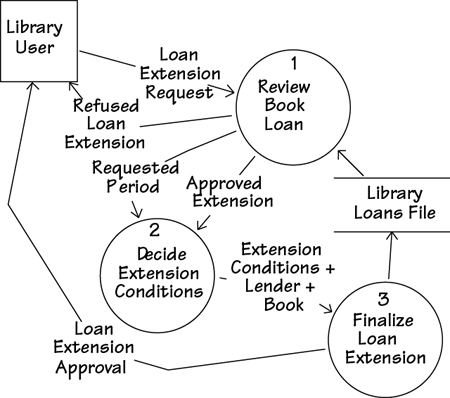 Library
User
Loan
Extension
Request
1
Review
Book
Loan
Refused
Loan
Extension
Requested
Period
Approved
Extension
Library
Loans File
2
Decide
Extension
Conditions
Extension
Conditions +
Lender +
Book
3
Finalize
Loan
Extension
Loan
Extension
Approval